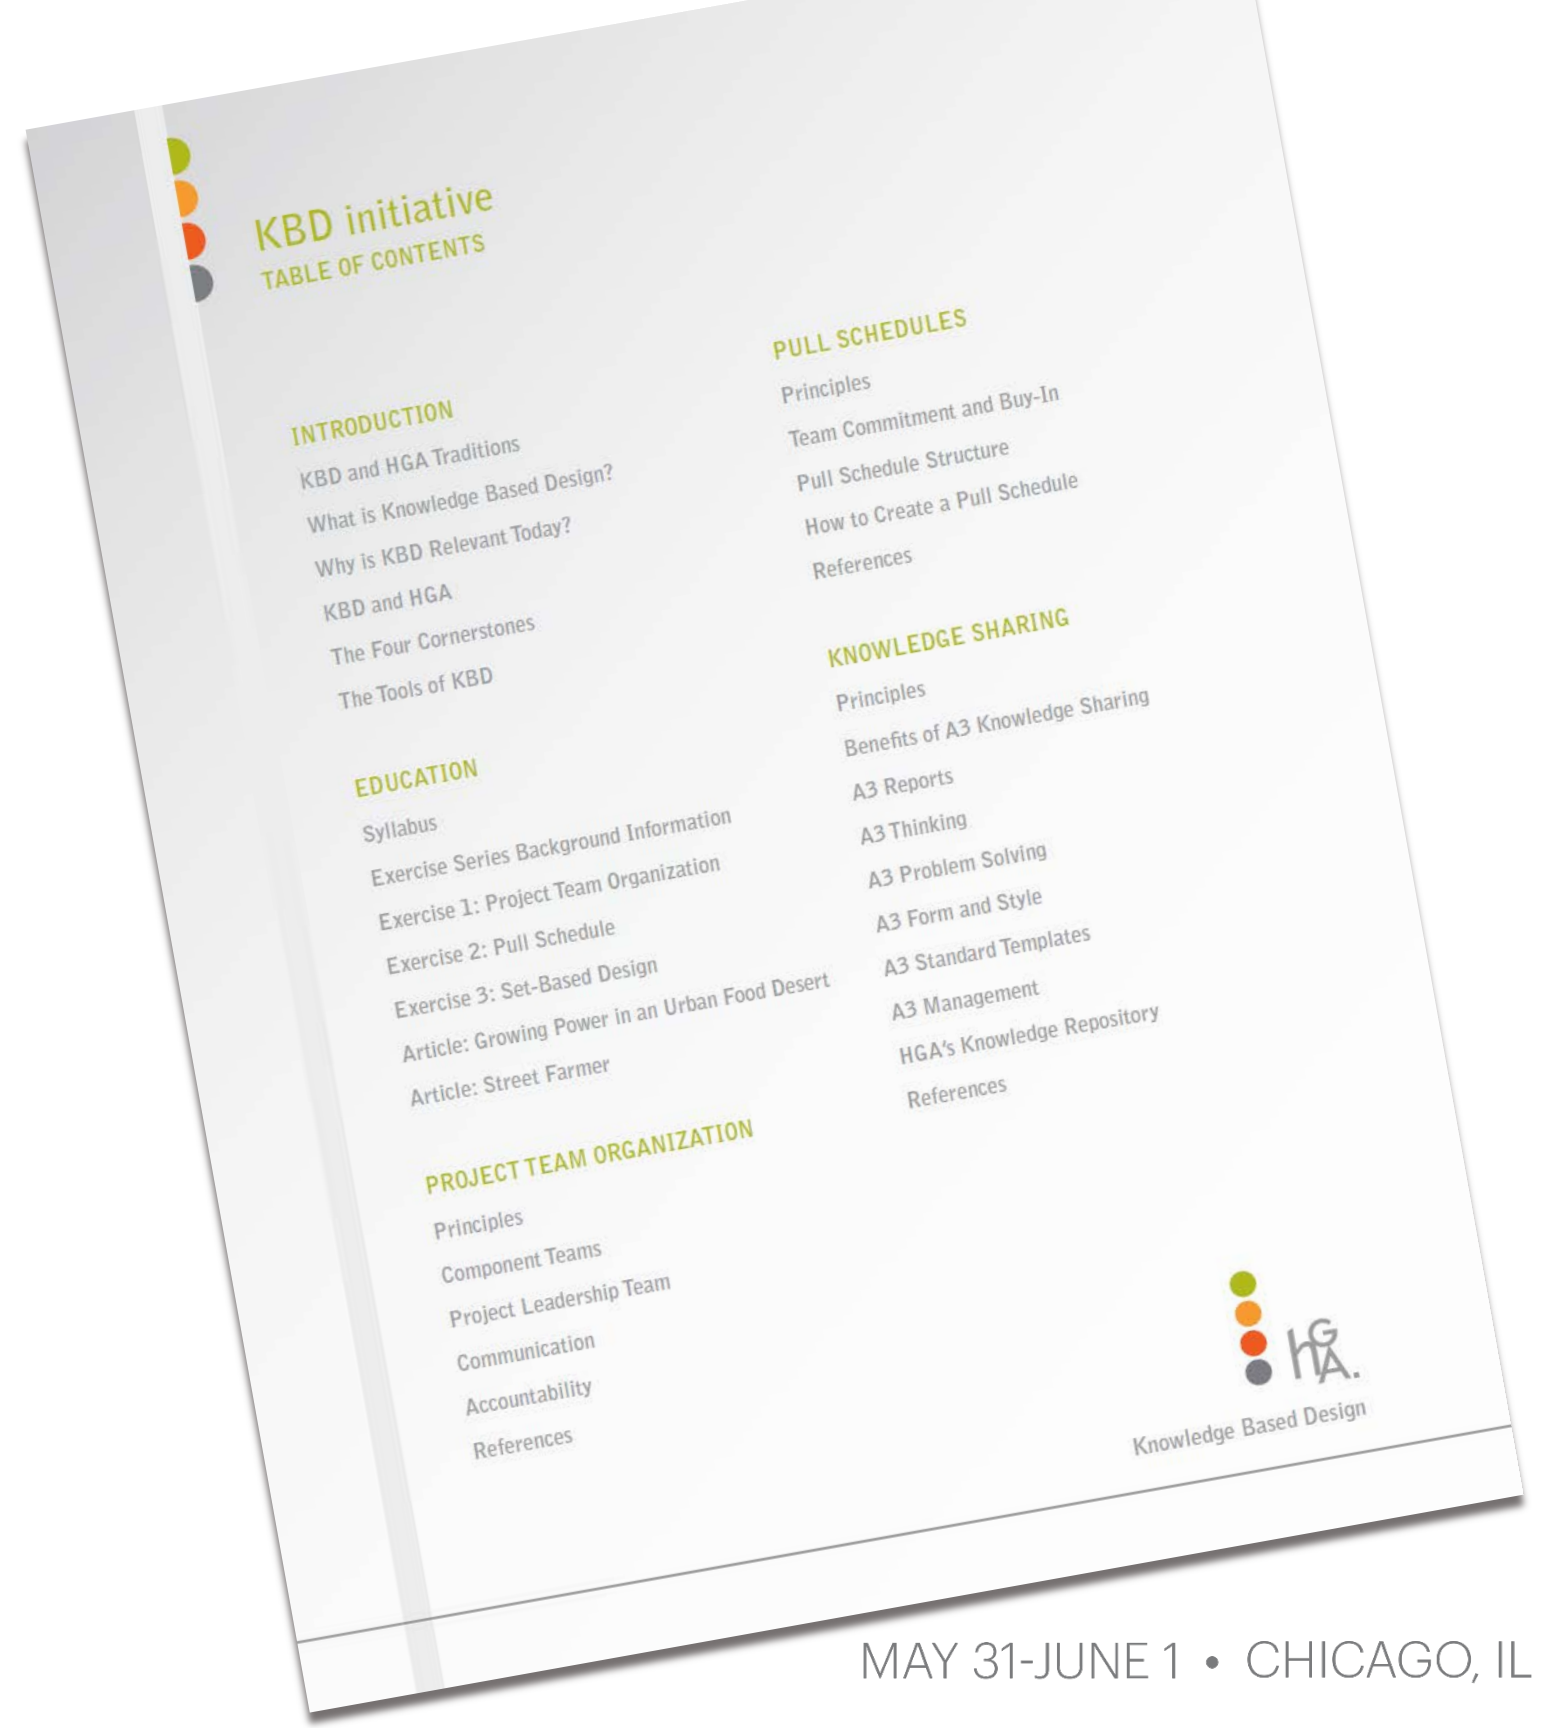 KBD initiative
TABLE OF CONTENTS
INTRODUCTION
KBD and HGA Traditions
What is Knowledge Based Design?
Why is KBD Relevant Today?
KBD and HGA
The Four Cornerstones
The Tools of KBD
EDUCATION
Syllabus
Exercise Series Background Information
Exercise 1: Project Team Organization
Exercise 2: Pull Schedule
Exercise 3: Set-Based Design
Article: Growing Power in an Urban Food Desert
Article: Street Farmer
PROJECT TEAM ORGANIZATION
Principles
Component Teams
Project Leadership Team
Communication
Accountability
References
PULL SCHEDULES
Principles
Team Commitment and Buy-In
Pull Schedule Structure
How to Create a Pull Schedule
References
KNOWLEDGE SHARING
Principles
Benefits of A3 Knowledge Sharing
A3 Reports
A3 Thinking
A3 Problem Solving
A3 Form and Style
A3 Standard Templates
A3 Management
HGA's Knowledge Repository
References
hGA.
Knowledge Based Design
MAY 31-JUNE 1 • CHICAGO, IL